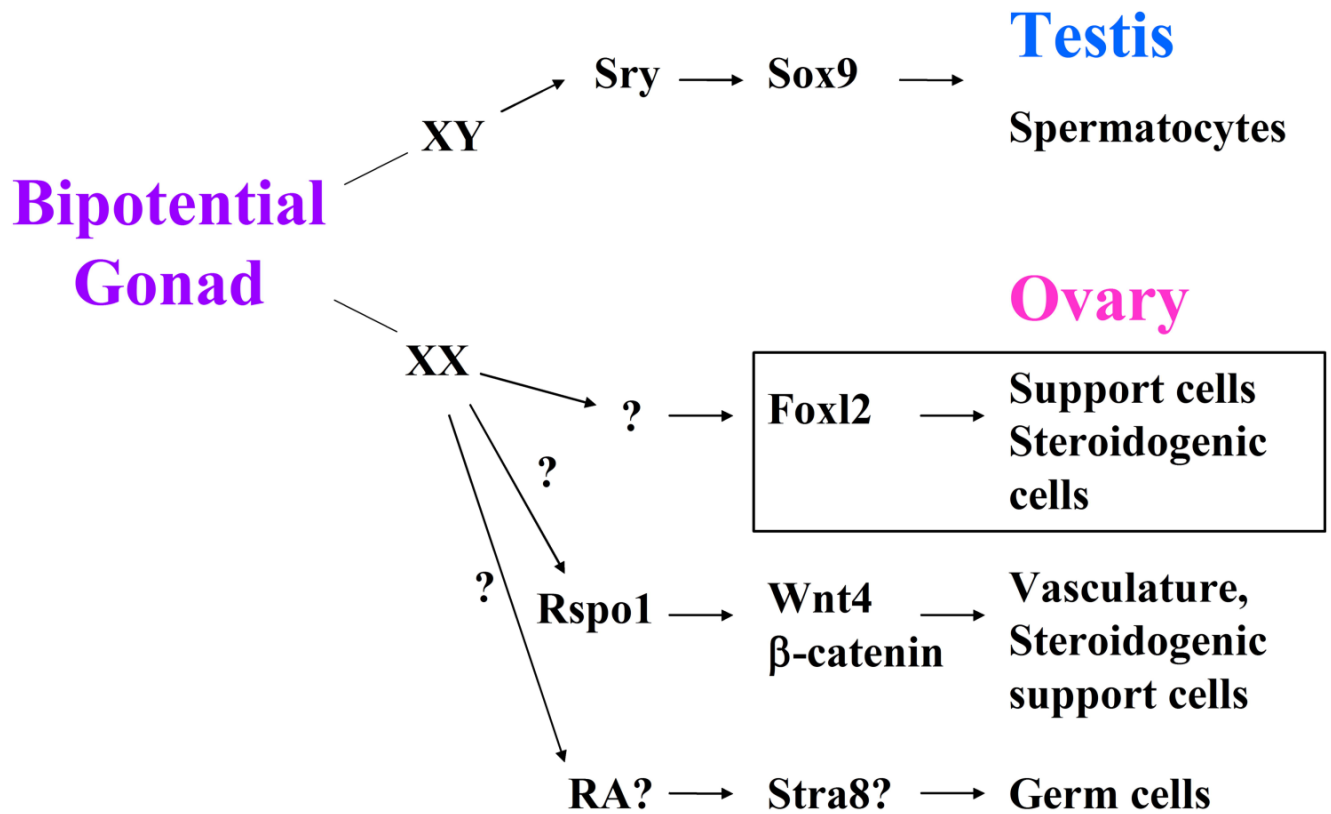 Testis
Sry
Sox9
XY
Spermatocytes
Bipotential
Gonad
Ovary
XX
?
Foxl2
Support cells
Steroidogenic
cells
?
?
Rspo1
Wnt4
β-catenin
Vasculature,
Steroidogenic
support cells
RA?
Stra8?
Germ cells